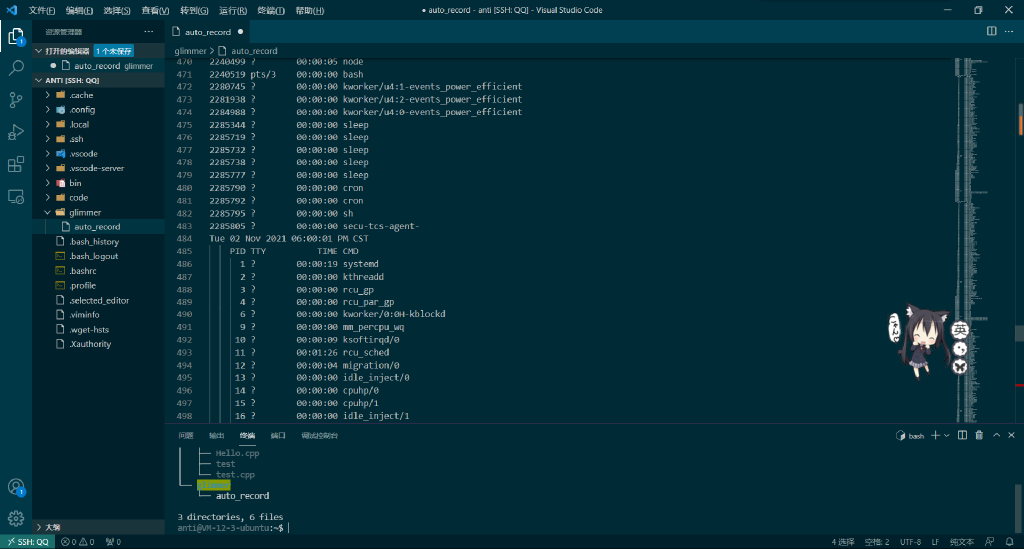 文件(F) 编辑(E) 选择(S) 查看(V) 转到(G) 运行(R) 终端(T) 帮助(H)
● auto_record - anti [SSH: QQ] - Visual Studio Code
资源管理器
打开的编辑器 1 个未保存
● auto_record glimmer
ANTI [SSH: QQ]
.cache
.config
.local
.ssh
.vscode
.vscode-server
bin
code
glimmer
auto_record
.bash_history
.bash_logout
.bashrc
.profile
.selected_editor
.viminfo
.wget-hsts
.Xauthority
大纲
auto_record ●
glimmer > auto_record
470 2240499 ? 00:00:05 node
471 2240519 pts/3 00:00:00 bash
472 2280745 ? 00:00:00 kworker/u4:1-events_power_efficient
473 2281938 ? 00:00:00 kworker/u4:2-events_power_efficient
474 2284988 ? 00:00:00 kworker/u4:0-events_power_efficient
475 2285344 ? 00:00:00 sleep
476 2285719 ? 00:00:00 sleep
477 2285732 ? 00:00:00 sleep
478 2285738 ? 00:00:00 sleep
479 2285777 ? 00:00:00 sleep
480 2285790 ? 00:00:00 cron
481 2285792 ? 00:00:00 cron
482 2285795 ? 00:00:00 sh
483 2285805 ? 00:00:00 secu-tcs-agent-
484 Tue 02 Nov 2021 06:00:01 PM CST
485 PID TTY TIME CMD
486 1 ? 00:00:19 systemd
487 2 ? 00:00:00 kthreadd
488 3 ? 00:00:00 rcu_gp
489 4 ? 00:00:00 rcu_par_gp
490 6 ? 00:00:00 kworker/0:0H-kblockd
491 9 ? 00:00:00 mm_percpu_wq
492 10 ? 00:00:09 ksoftirqd/0
493 11 ? 00:01:26 rcu_sched
494 12 ? 00:00:04 migration/0
495 13 ? 00:00:00 idle_inject/0
496 14 ? 00:00:00 cpuhp/0
497 15 ? 00:00:00 cpuhp/1
498 16 ? 00:00:00 idle_inject/1
英
问题 输出 终端 端口 调试控制台
bash
Hello.cpp
test
test.cpp
glimmer
auto_record
3 directories, 6 files
anti@VM-12-3-ubuntu:~$
1
1
SSH: QQ 0 0 0
4 选择 空格: 2 UTF-8 LF 纯文本